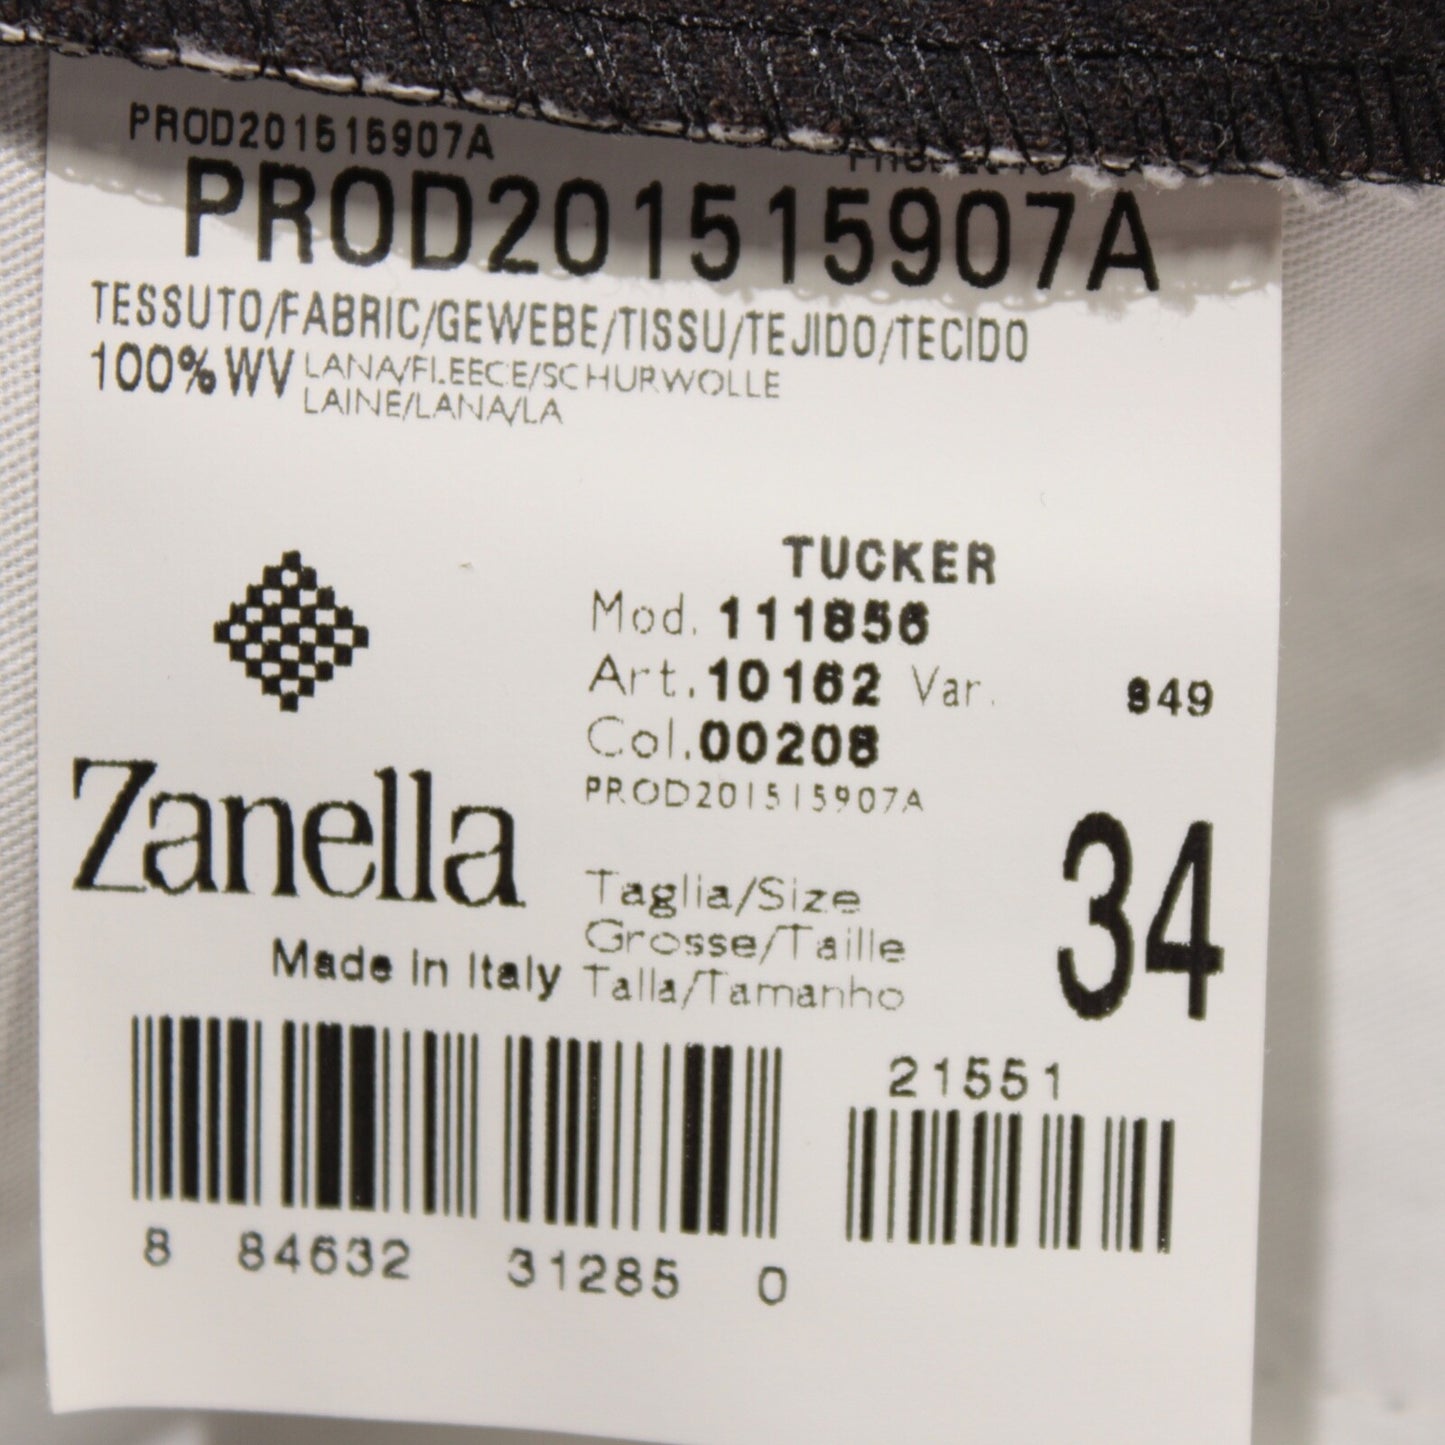 PROD201515907A
PROD201515907A
TESSUTO/FABRIC/GEWEBE/TISSU/TEJIDO/TECIDO
100%WV LANA/FLEECE/SCHURWOLLE
LAINE/LANA/LA
TUCKER
Mod. 111856
Art. 10162 Var. 849
Col. 00208
PROD201515907A
Zanella
Made in Italy
Taglia/Size
Grosse/Taille
Talla/Tamanho
34
21551
8 84632 31285 0